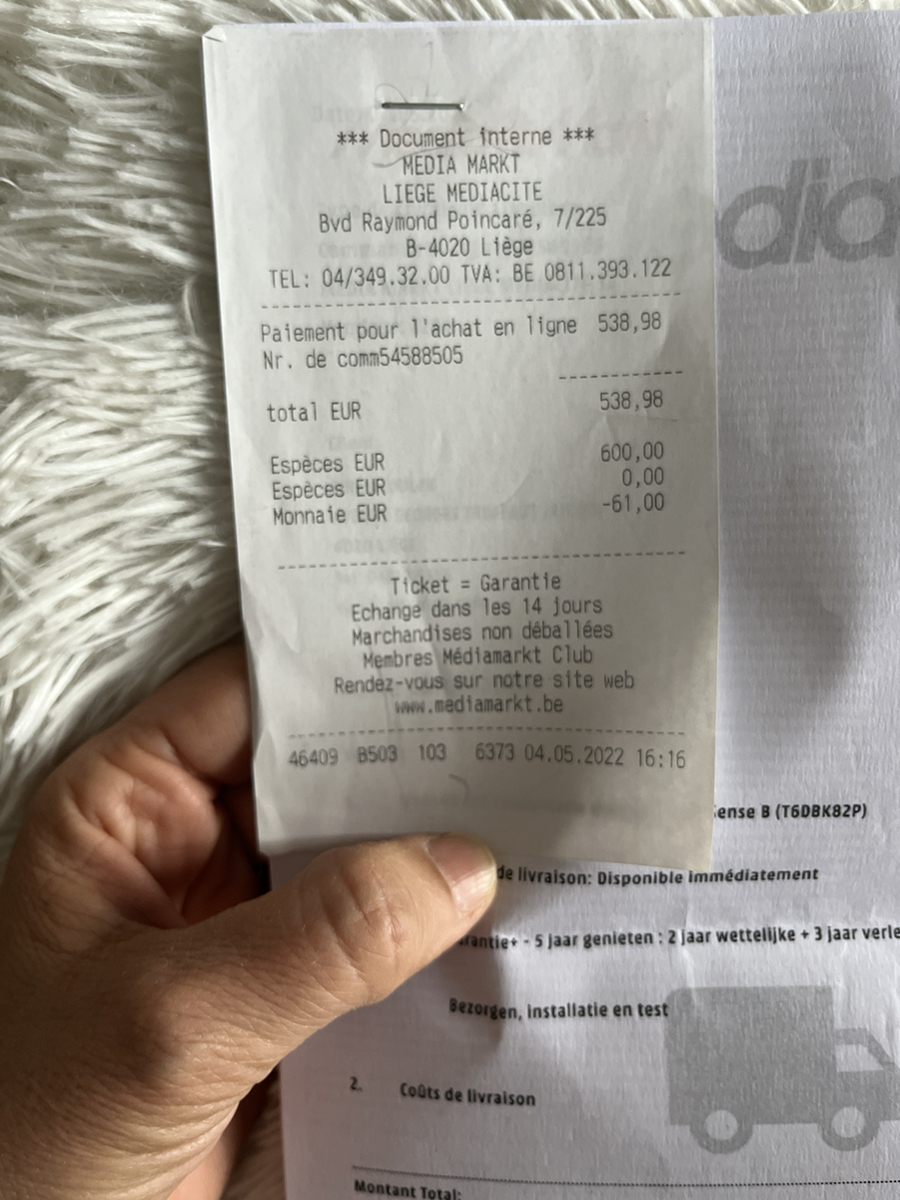 *** Document interne ***
MEDIA MARKT
LIEGE MEDIACITE
Bvd Raymond Poincaré, 7/225
B-4020 Liège
TEL: 04/349.32.00 TVA: BE 0811.393.122
Paiement pour l'achat en ligne 538,98
Nr. de comm54588505
total EUR 538,98
Espèces EUR 600,00
Espèces EUR 0,00
Monnaie EUR -61,00
Ticket = Garantie
Echange dans les 14 jours
Marchandises non déballées
Membres Médiamarkt Club
Rendez-vous sur notre site web
www.mediamarkt.be
46409 B503 103 6373 04.05.2022 16:16
dia
ense B (T6DBK82P)
de livraison: Disponible immédiatement
rantie+ - 5 jaar genieten : 2 jaar wettelijke + 3 jaar verle
Bezorgen, installatie en test
2. Coûts de livraison
Montant Total: